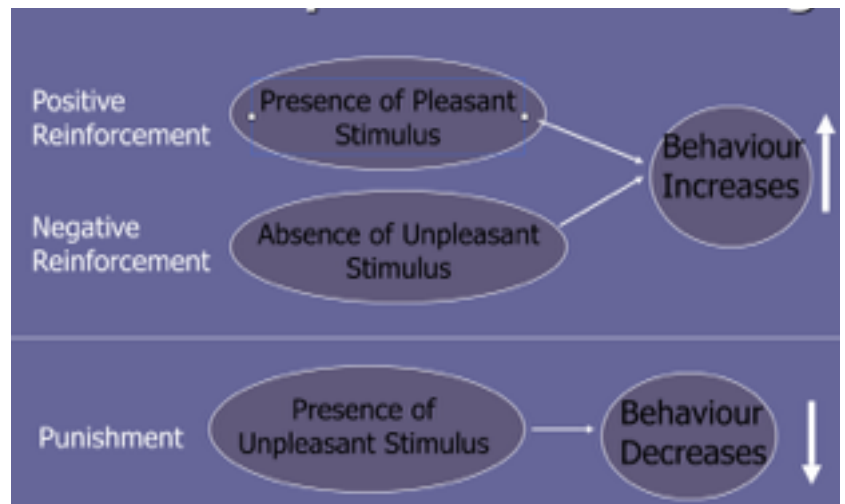 Positive
Reinforcement
Presence of Pleasant
Stimulus
Behaviour
Increases
Negative
Reinforcement
Absence of Unpleasant
Stimulus
Punishment
Presence of
Unpleasant Stimulus
Behaviour
Decreases